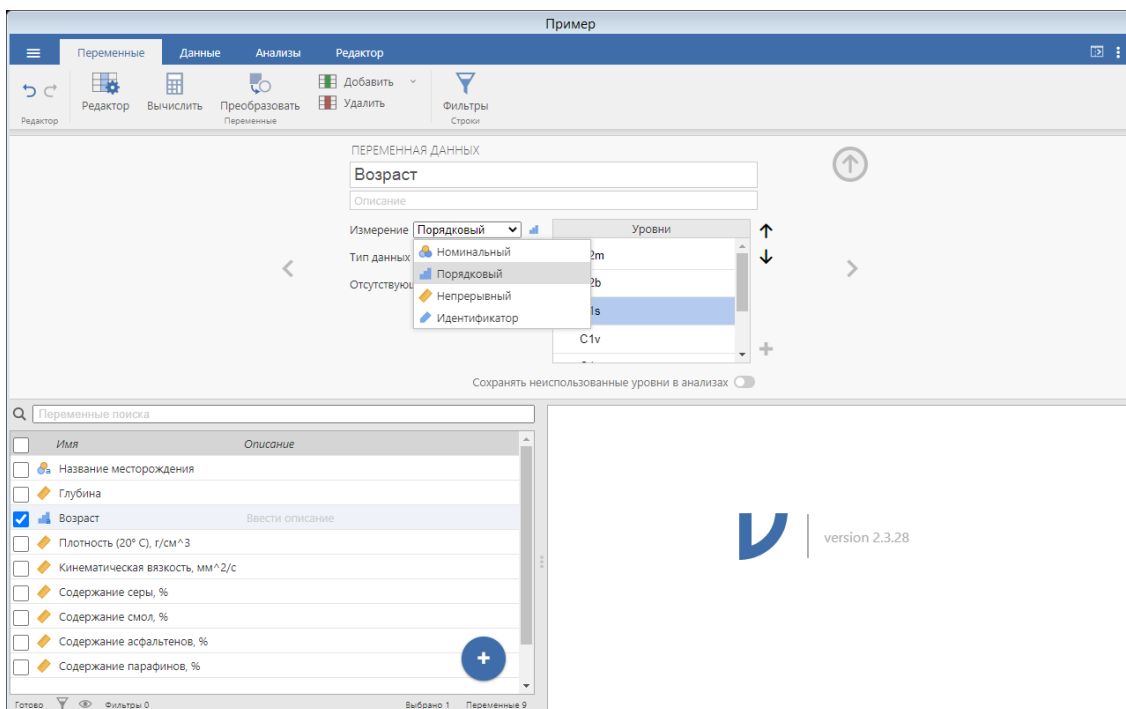 Пример
Переменные Данные Анализы Редактор
Редактор Вычислить Преобразовать Добавить Удалить Фильтры
Редактор Переменные Строки
ПЕРЕМЕННАЯ ДАННЫХ
Возраст
Описание
Измерение Порядковый Уровни
Номинальный
Тип данных Порядковый
Непрерывный
Идентификатор
C1v
Сохранять неиспользованные уровни в анализах
Переменные поиска
Имя Описание
Название месторождения
Глубина
Возраст Ввести описание
Плотность (20° С), г/см^3
Кинематическая вязкость, мм^2/с
Содержание серы, %
Содержание смол, %
Содержание асфальтенов, %
Содержание парафинов, %
version 2.3.28
Готово Фильтры 0 Выбрано 1 Переменные 9